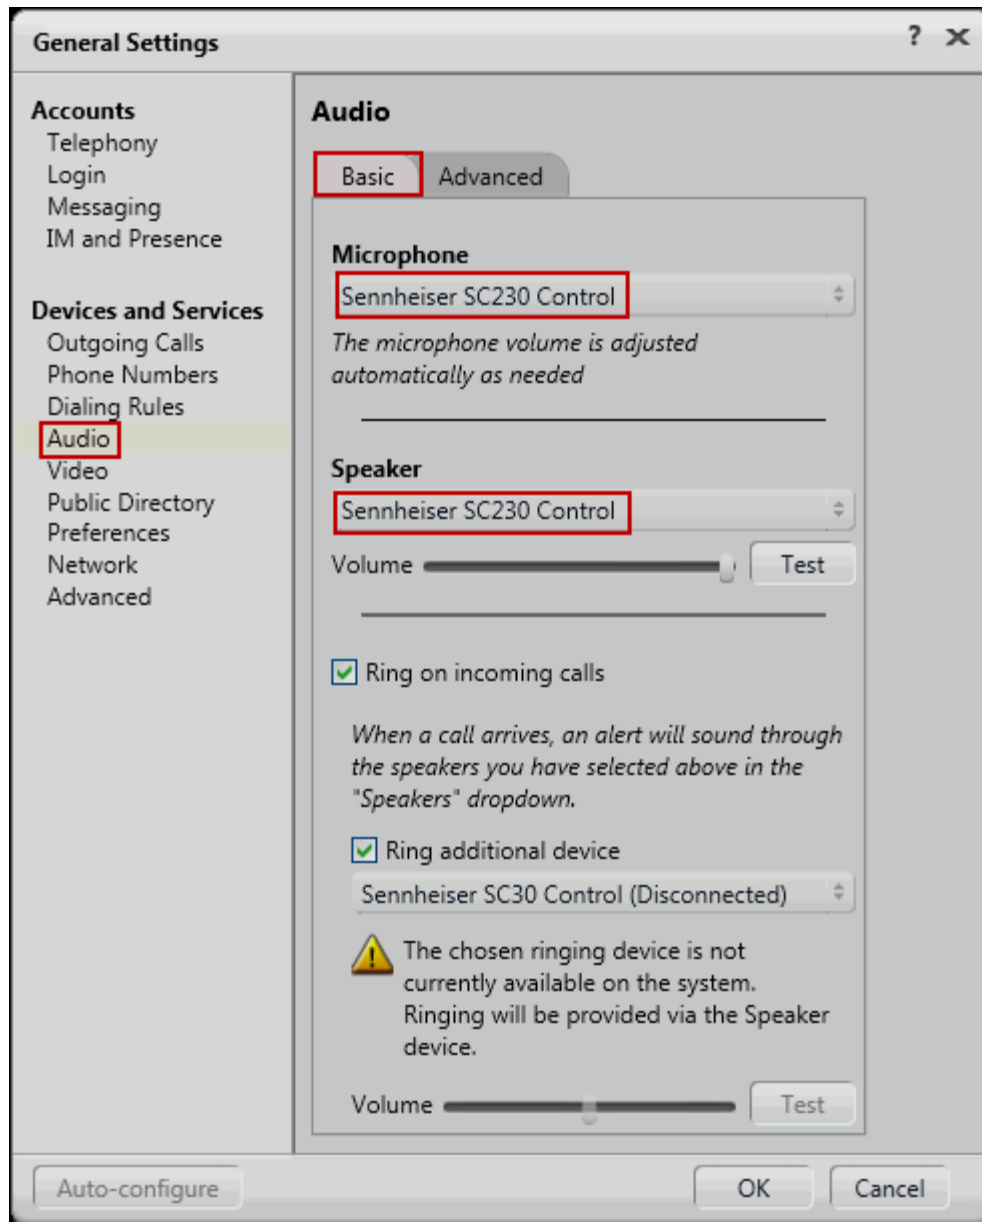 General Settings
?
Accounts
Telephony
Login
Messaging
IM and Presence
Devices and Services
Outgoing Calls
Phone Numbers
Dialing Rules
Audio
Video
Public Directory
Preferences
Network
Advanced
Audio
Basic Advanced
Microphone
Sennheiser SC230 Control
The microphone volume is adjusted
automatically as needed
Speaker
Sennheiser SC230 Control
Volume Test
Ring on incoming calls
When a call arrives, an alert will sound through
the speakers you have selected above in the
"Speakers" dropdown.
Ring additional device
Sennheiser SC30 Control (Disconnected)
The chosen ringing device is not
currently available on the system.
Ringing will be provided via the Speaker
device.
Volume Test
Auto-configure OK Cancel